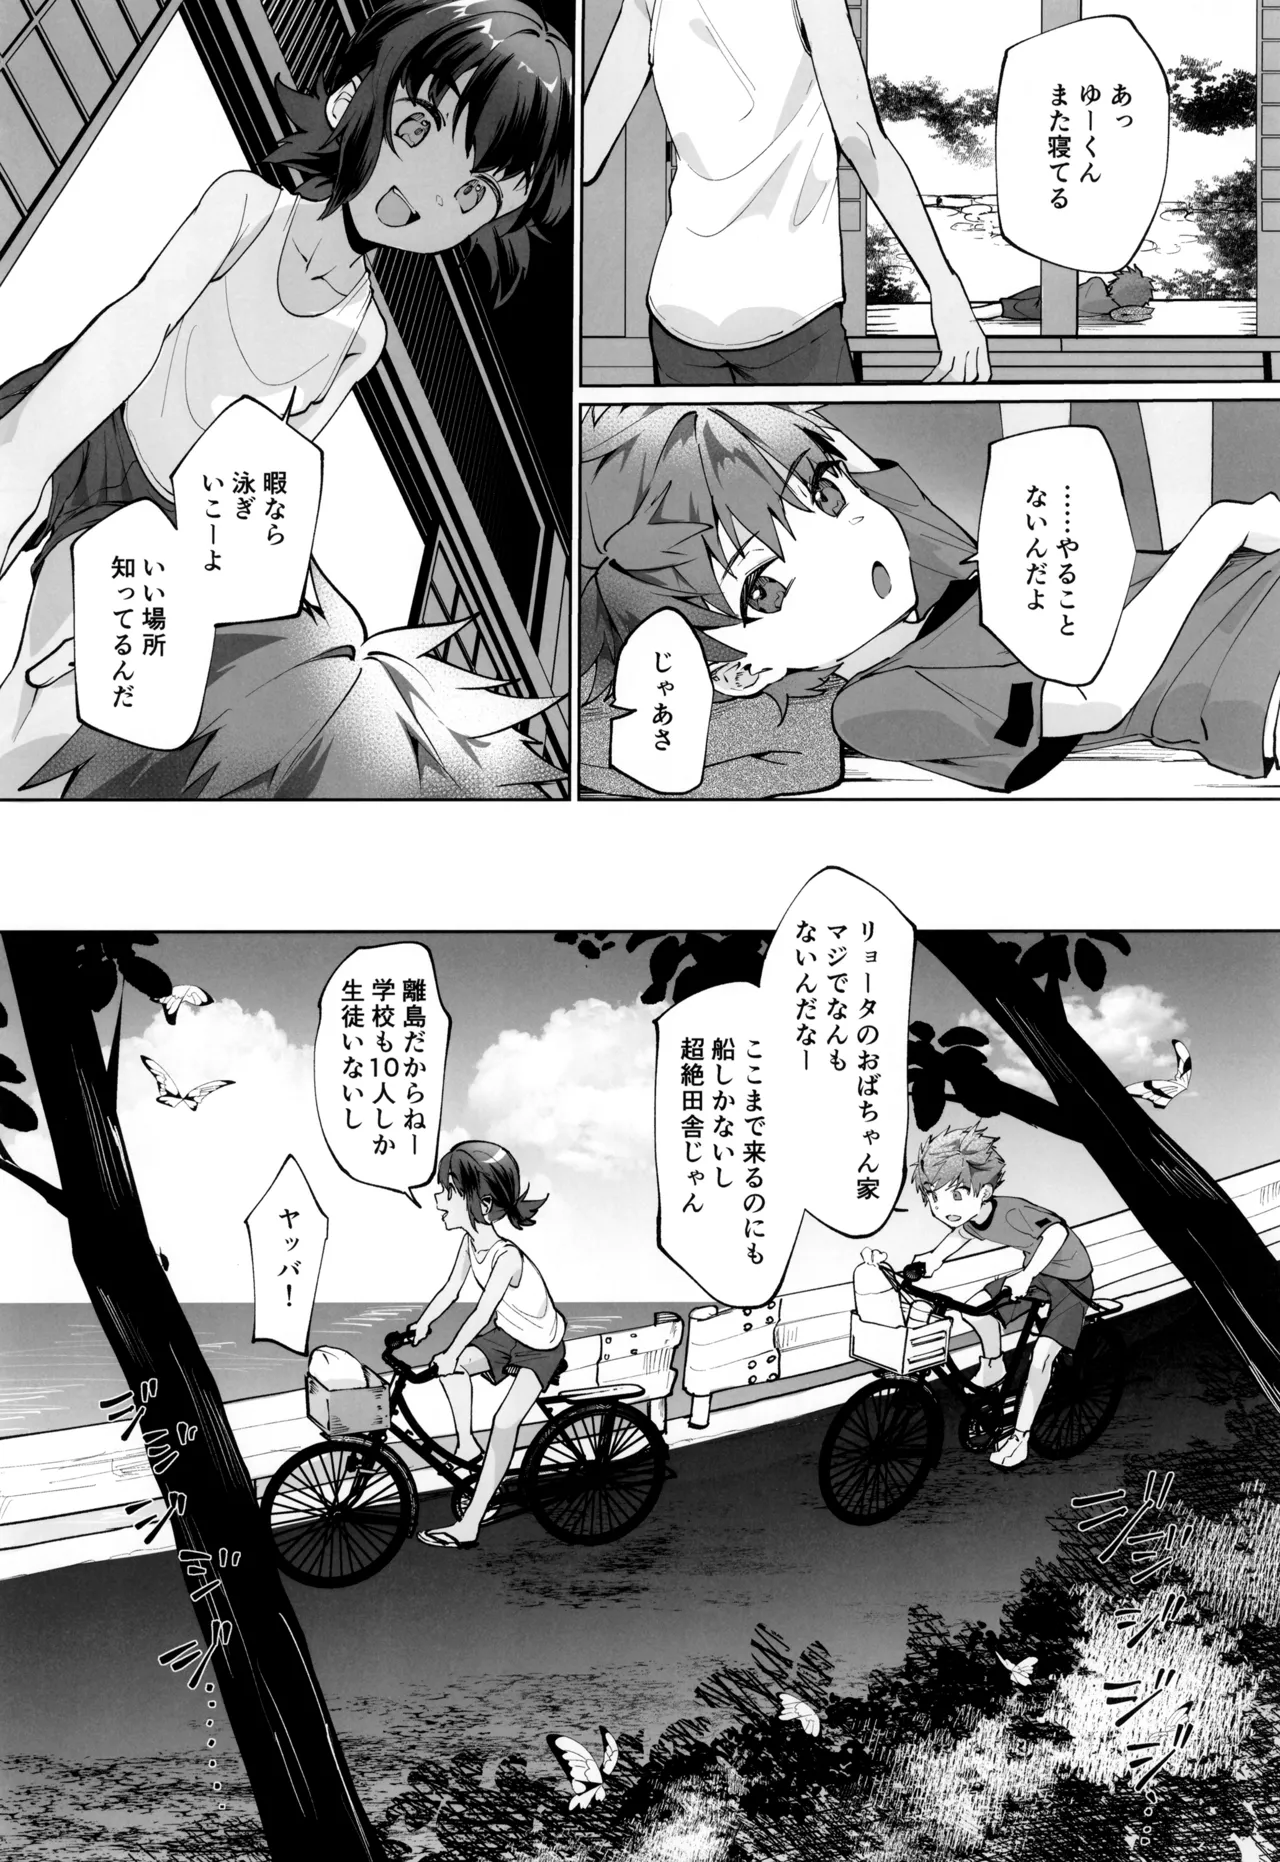 あっ
ゆーくん
また寝てる
……やること
ないんだよ
じゃあさ
暇なら
泳ぎ
いこーよ
いい場所
知ってるんだ
リョータのおばちゃん家
マジでなんも
ないんだなー
ここまで来るのにも
船しかないし
超絶田舎じゃん
離島だからねー
学校も10人しか
生徒いないし
ヤッバ！
ジジジジ……
ジジジジ……